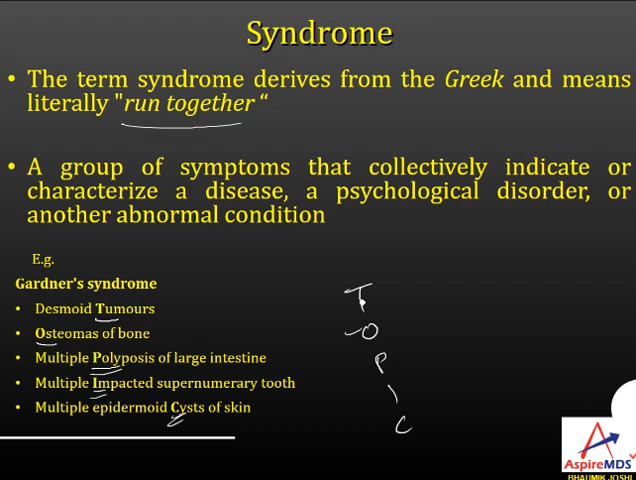 Syndrome
• The term syndrome derives from the Greek and means
literally "run together “
• A group of symptoms that collectively indicate or
characterize a disease, a psychological disorder, or
another abnormal condition
E.g.
Gardner's syndrome
• Desmoid Tumours
• Osteomas of bone
• Multiple Polyposis of large intestine
• Multiple Impacted supernumerary tooth
• Multiple epidermoid Cysts of skin
T
O
P
I
C
AspireMDS
BHAUMIK JOSHI